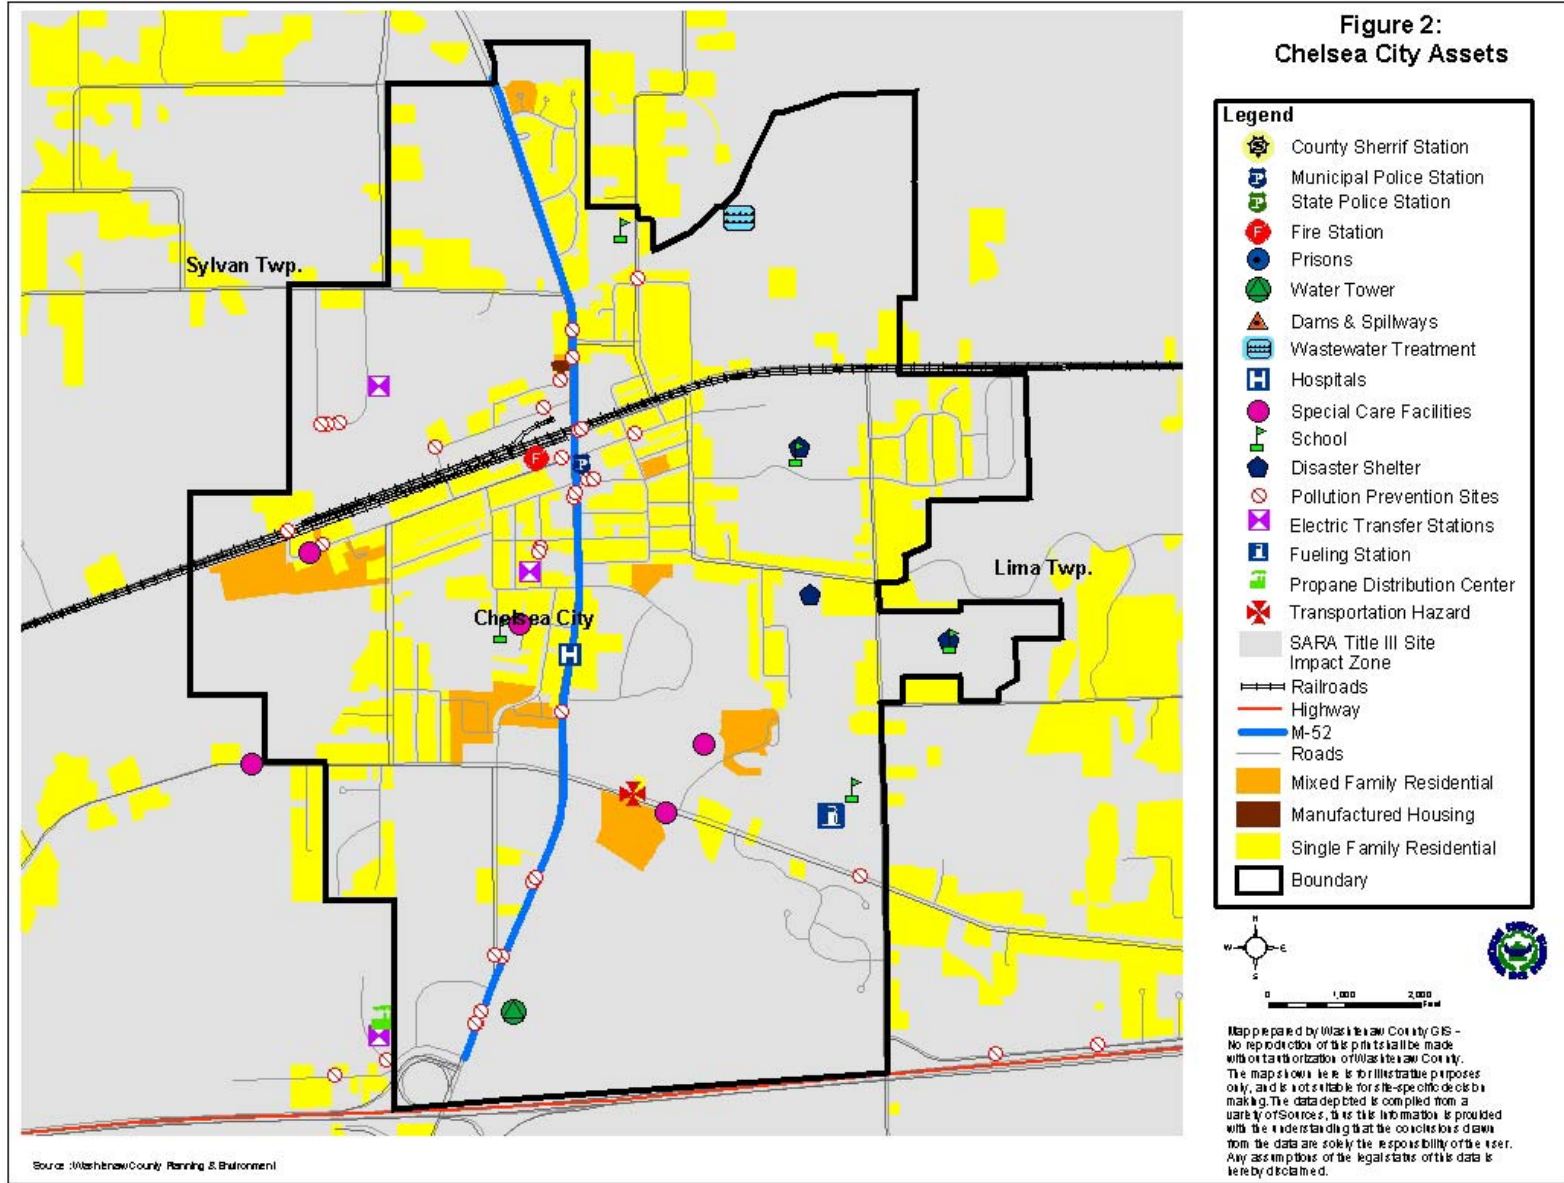 Figure 2:
Chelsea City Assets
Legend
County Sherrif Station
Municipal Police Station
State Police Station
Fire Station
Prisons
Water Tower
Dams & Spillways
Wastewater Treatment
Hospitals
Special Care Facilities
School
Disaster Shelter
Pollution Prevention Sites
Electric Transfer Stations
Fueling Station
Propane Distribution Center
Transportation Hazard
SARA Title III Site
Impact Zone
Railroads
Highway
M-52
Roads
Mixed Family Residential
Manufactured Housing
Single Family Residential
Boundary
Sylvan Twp.
F
P
Lima Twp.
Chelsea City
H
N
W E
S
0 1,000 2,000
Feet
Map prepared by Washtenaw County GIS -
No reproduction of this print shall be made
without authorization of Washtenaw County.
The map shown here is for illustrative purposes
only, and is not suitable for site-specific decision
making. The data depicted is compiled from a
variety of Sources, thus this information is provided
with the understanding that the conclusions drawn
from the data are solely the responsibility of the user.
Any assumptions of the legal status of this data is
hereby disclaimed.
Source : Washtenaw County Planning & Environment